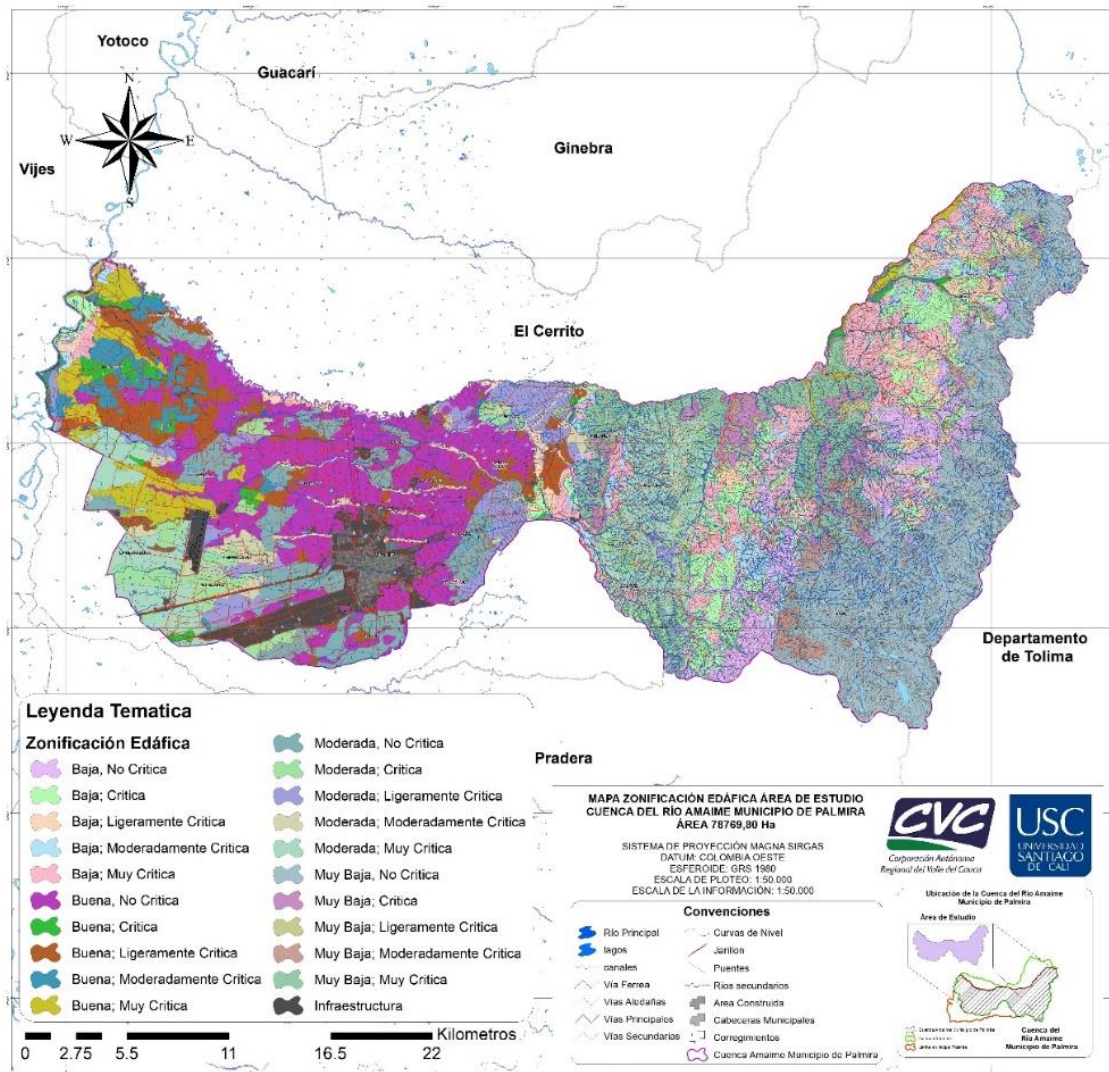 Yotoco
Guacarí
N
W
E
S
Vijes
Ginebra
El Cerrito
Departamento
de Tolima
Pradera
Leyenda Tematica
Zonificación Edáfica
Baja, No Critica
Baja; Critica
Baja; Ligeramente Critica
Baja; Moderadamente Critica
Baja; Muy Critica
Buena, No Critica
Buena; Critica
Buena; Ligeramente Critica
Buena; Moderadamente Critica
Buena; Muy Critica
Moderada, No Critica
Moderada; Critica
Moderada; Ligeramente Critica
Moderada; Moderadamente Critica
Moderada; Muy Critica
Muy Baja, No Critica
Muy Baja; Critica
Muy Baja; Ligeramente Critica
Muy Baja; Moderadamente Critica
Muy Baja; Muy Critica
Infraestructura
Kilometros
0 2.75 5.5 11 16.5 22
MAPA ZONIFICACIÓN EDÁFICA ÁREA DE ESTUDIO
CUENCA DEL RÍO AMAIME MUNICIPIO DE PALMIRA
ÁREA 78769,80 Ha
SISTEMA DE PROYECCIÓN MAGNA SIRGAS
DATUM: COLOMBIA OESTE
ESFEROIDE: GRS 1980
ESCALA DE PLOTEO: 1:50.000
ESCALA DE LA INFORMACIÓN: 1:50.000
CVC
Corporación Autónoma
Regional del Valle del Cauca
USC
UNIVERSIDAD
SANTIAGO
DE CALI
Convenciones
Río Principal
lagos
canales
Vía Ferrea
Vías Aledañas
Vías Principales
Vías Secundarias
Curvas de Nivel
Jarillon
Puentes
Rios secundarios
Area Construida
Cabeceras Municipales
Corregimientos
Cuenca Amaime Municipio de Palmira
Ubicación de la Cuenca del Río Amaime
Municipio de Palmira
Área de Estudio
Cuenca del
Río Amaime
Municipio de Palmira